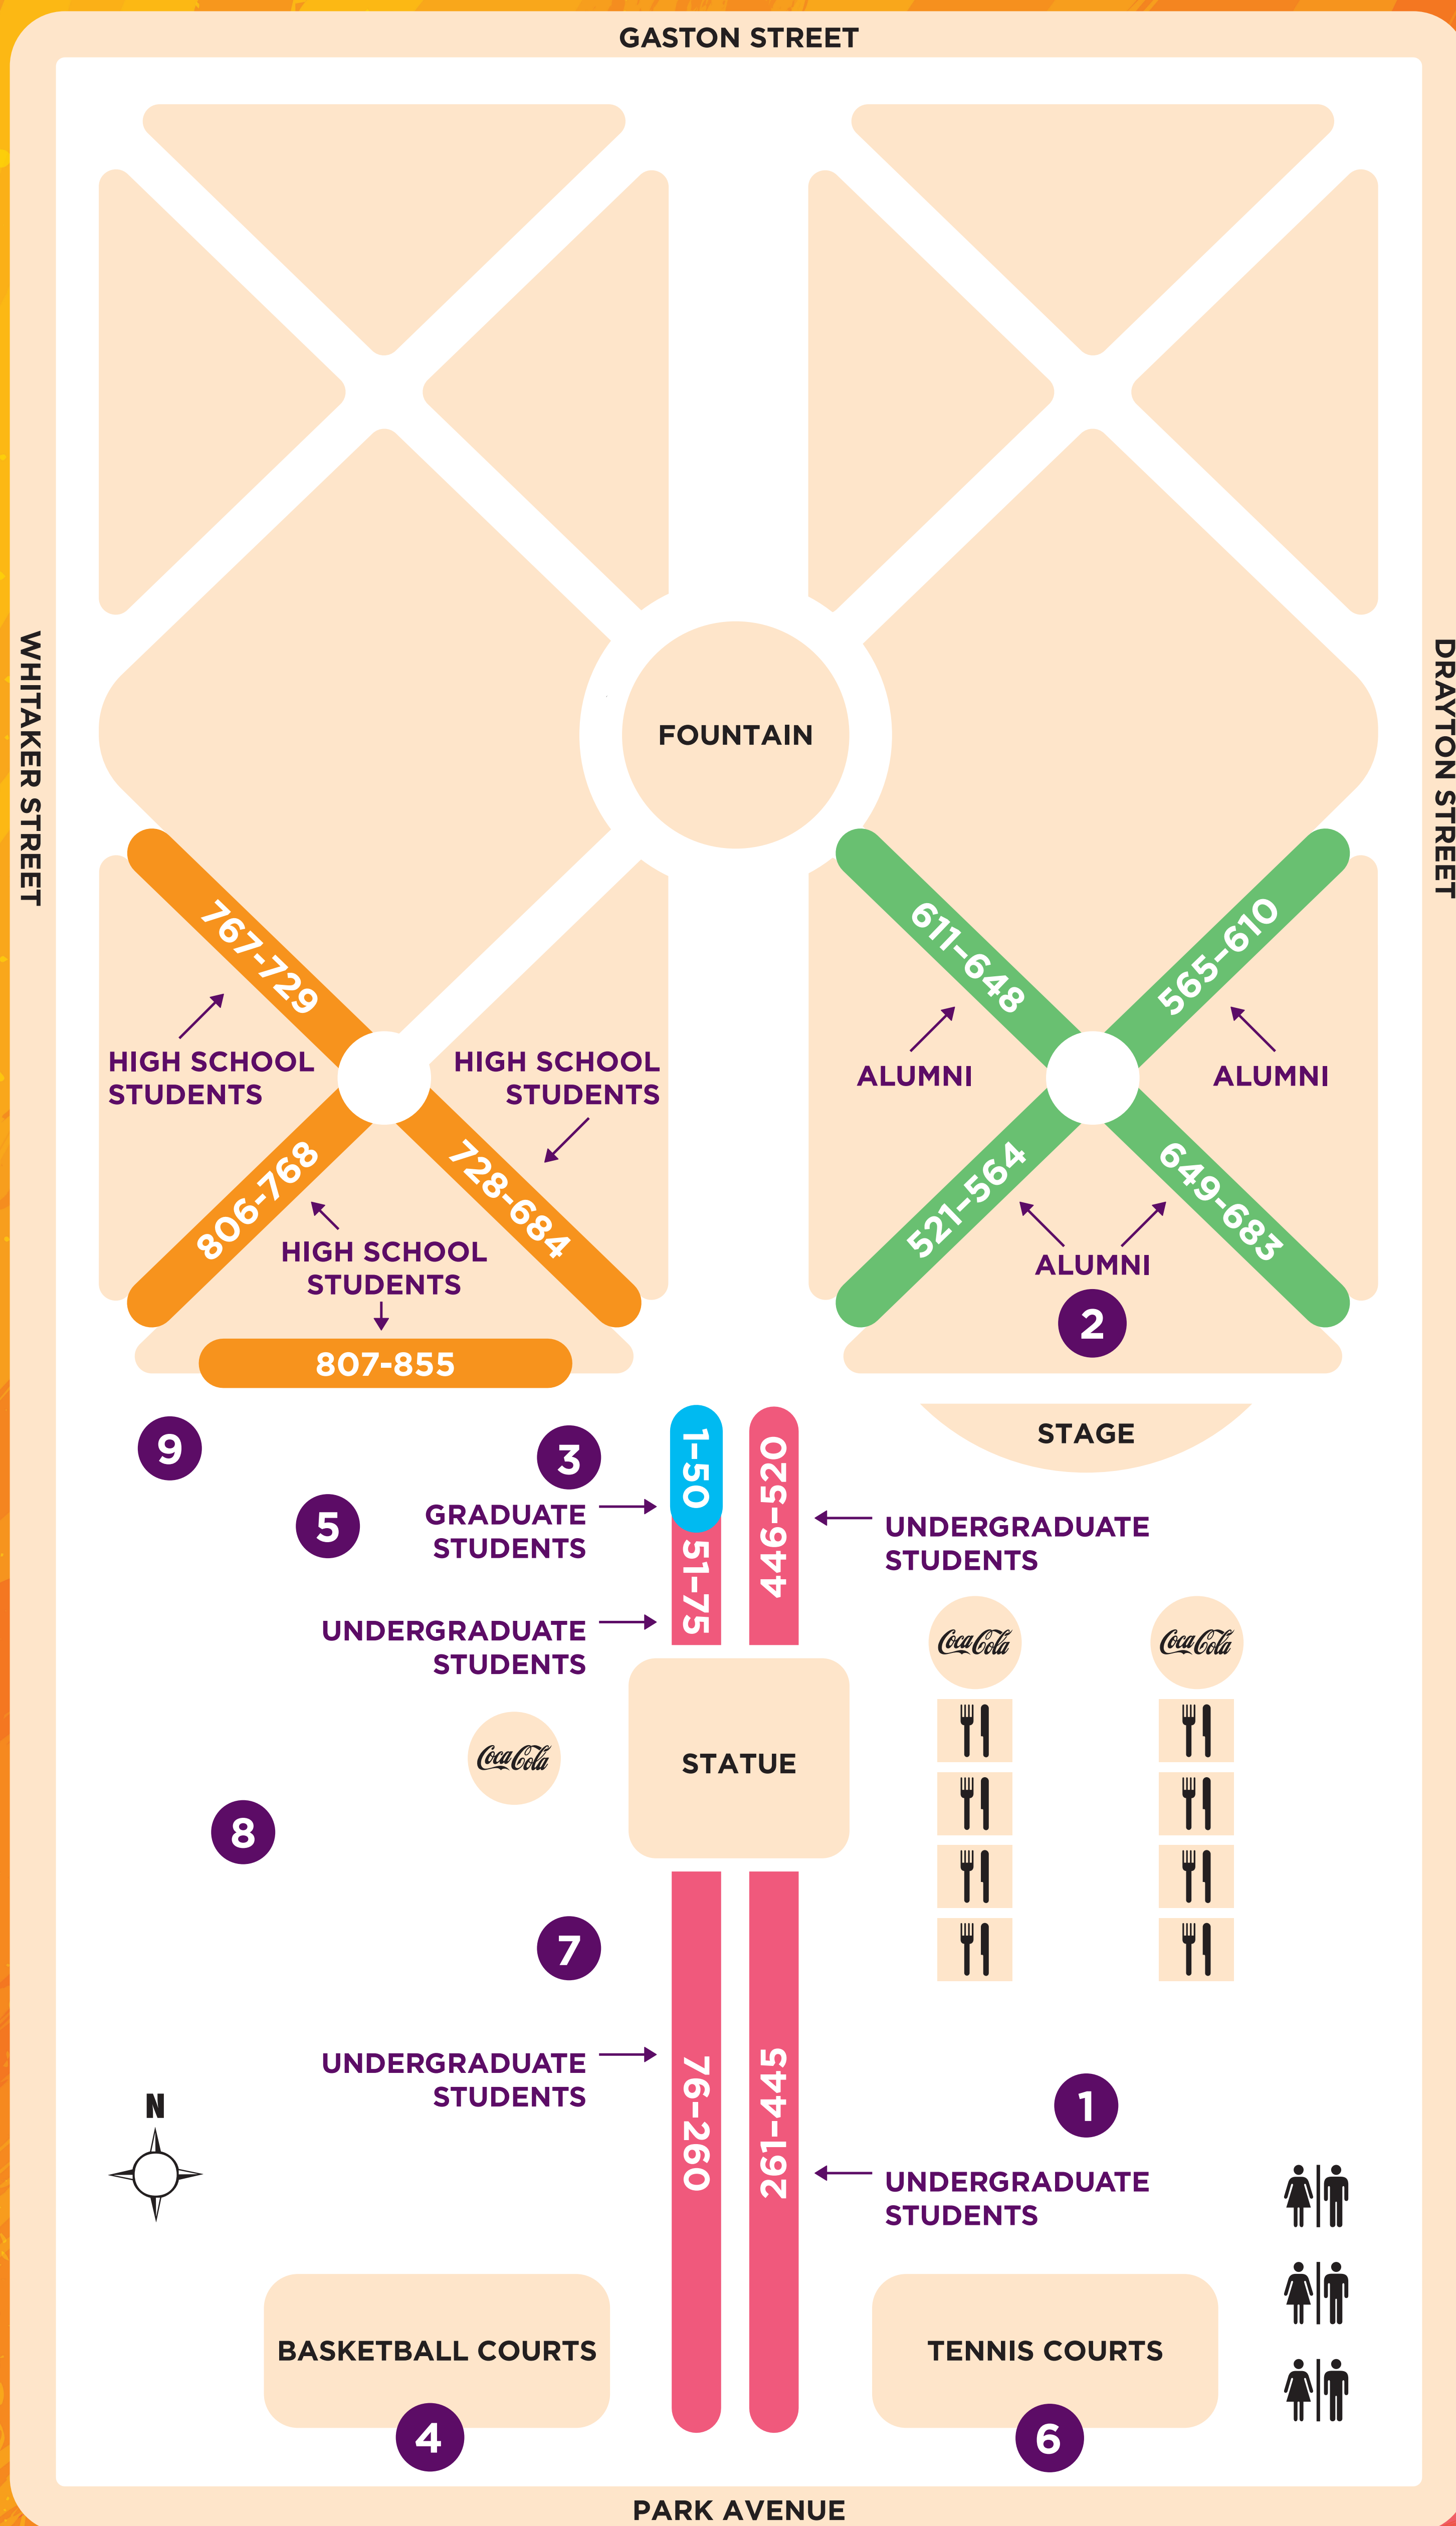 GASTON STREET
WHITAKER STREET
DRAYTON STREET
FOUNTAIN
767-729
611-648
565-610
HIGH SCHOOL
STUDENTS
HIGH SCHOOL
STUDENTS
ALUMNI
ALUMNI
806-768
728-684
521-564
649-683
HIGH SCHOOL
STUDENTS
ALUMNI
2
807-855
STAGE
9
3
1-50
446-520
5
GRADUATE
STUDENTS
UNDERGRADUATE
STUDENTS
51-75
UNDERGRADUATE
STUDENTS
Coca Cola
Coca Cola
Coca Cola
STATUE
8
7
UNDERGRADUATE
STUDENTS
76-260
261-445
1
N
UNDERGRADUATE
STUDENTS
BASKETBALL COURTS
TENNIS COURTS
4
6
PARK AVENUE